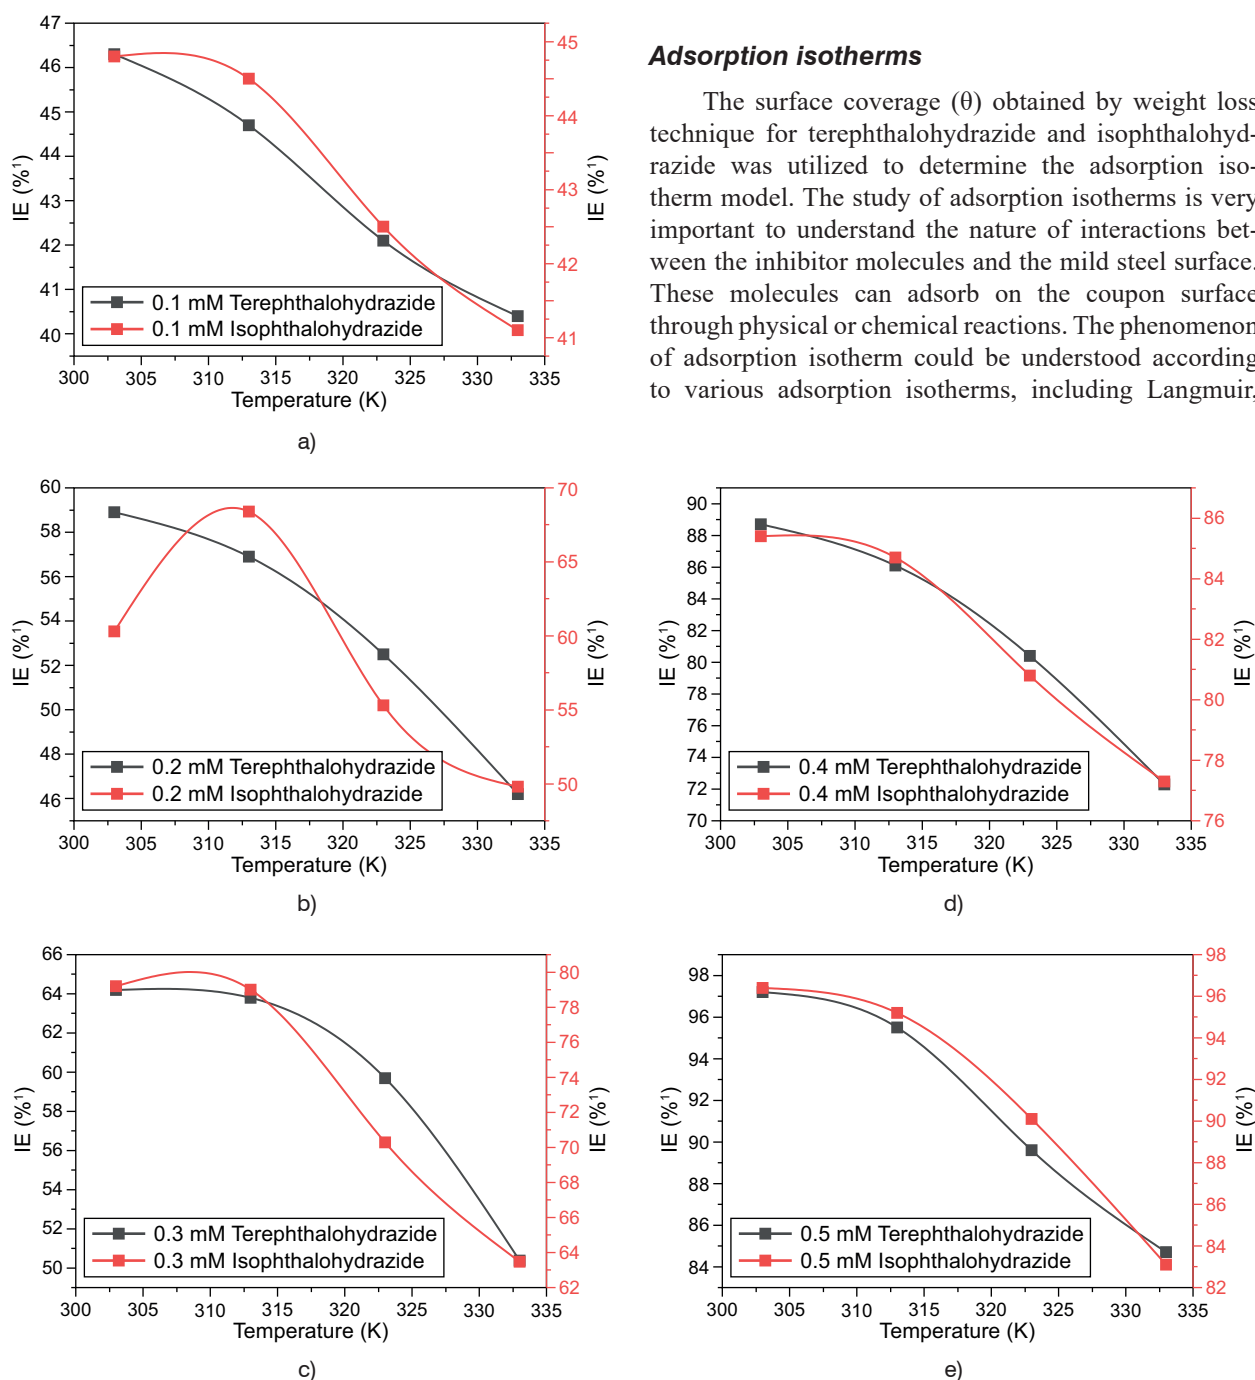 47
46
45
44
43
42
41
40
IE (%¹)
45
44
43
42
41
IE (%¹)
0.1 mM Terephthalohydrazide
0.1 mM Isophthalohydrazide
300 305 310 315 320 325 330 335
Temperature (K)
a)
Adsorption isotherms
The surface coverage (θ) obtained by weight loss
technique for terephthalohydrazide and isophthalohyd-
razide was utilized to determine the adsorption iso-
therm model. The study of adsorption isotherms is very
important to understand the nature of interactions bet-
ween the inhibitor molecules and the mild steel surface.
These molecules can adsorb on the coupon surface
through physical or chemical reactions. The phenomenon
of adsorption isotherm could be understood according
to various adsorption isotherms, including Langmuir,
60
58
56
54
52
50
48
46
IE (%¹)
70
65
60
55
50
IE (%¹)
0.2 mM Terephthalohydrazide
0.2 mM Isophthalohydrazide
300 305 310 315 320 325 330 335
Temperature (K)
b)
90
88
86
84
82
80
78
76
74
72
70
IE (%¹)
86
84
82
80
78
76
IE (%¹)
0.4 mM Terephthalohydrazide
0.4 mM Isophthalohydrazide
300 305 310 315 320 325 330 335
Temperature (K)
d)
66
64
62
60
58
56
54
52
50
IE (%¹)
80
78
76
74
72
70
68
66
64
62
IE (%¹)
0.3 mM Terephthalohydrazide
0.3 mM Isophthalohydrazide
300 305 310 315 320 325 330 335
Temperature (K)
c)
98
96
94
92
90
88
86
84
IE (%¹)
98
96
94
92
90
88
86
84
82
IE (%¹)
0.5 mM Terephthalohydrazide
0.5 mM Isophthalohydrazide
300 305 310 315 320 325 330 335
Temperature (K)
e)